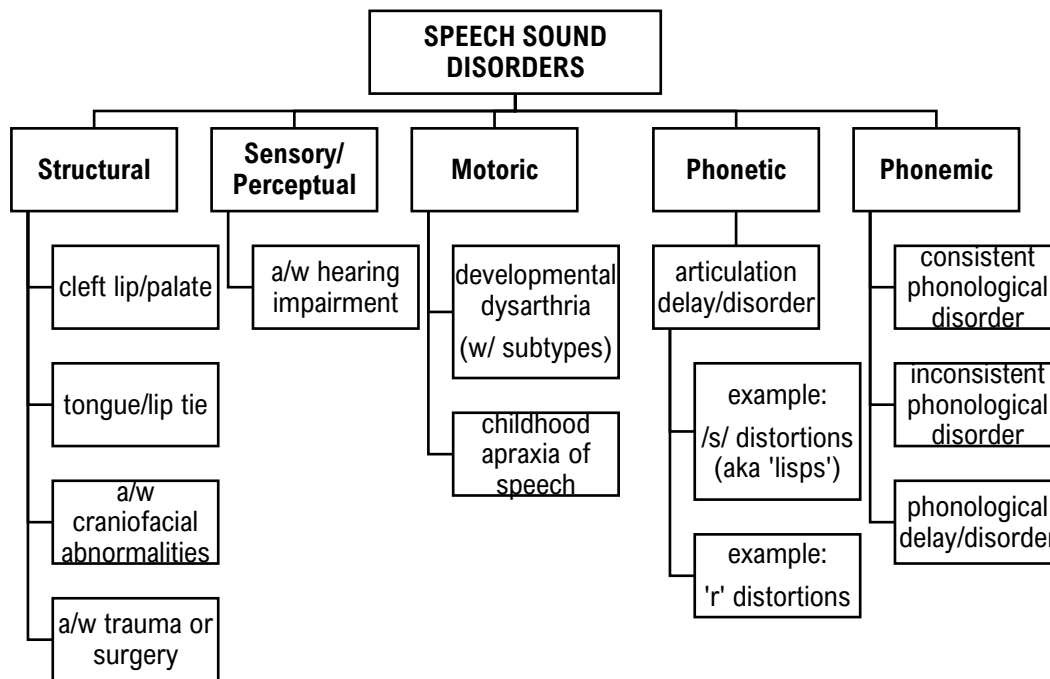 SPEECH SOUND
DISORDERS
Structural
Sensory/
Perceptual
Motoric
Phonetic
Phonemic
cleft lip/palate
tongue/lip tie
a/w
craniofacial
abnormalities
a/w trauma or
surgery
a/w hearing
impairment
developmental
dysarthria
(w/ subtypes)
childhood
apraxia of
speech
articulation
delay/disorder
example:
/s/ distortions
(aka 'lisps')
example:
'r' distortions
consistent
phonological
disorder
inconsistent
phonological
disorder
phonological
delay/disorder